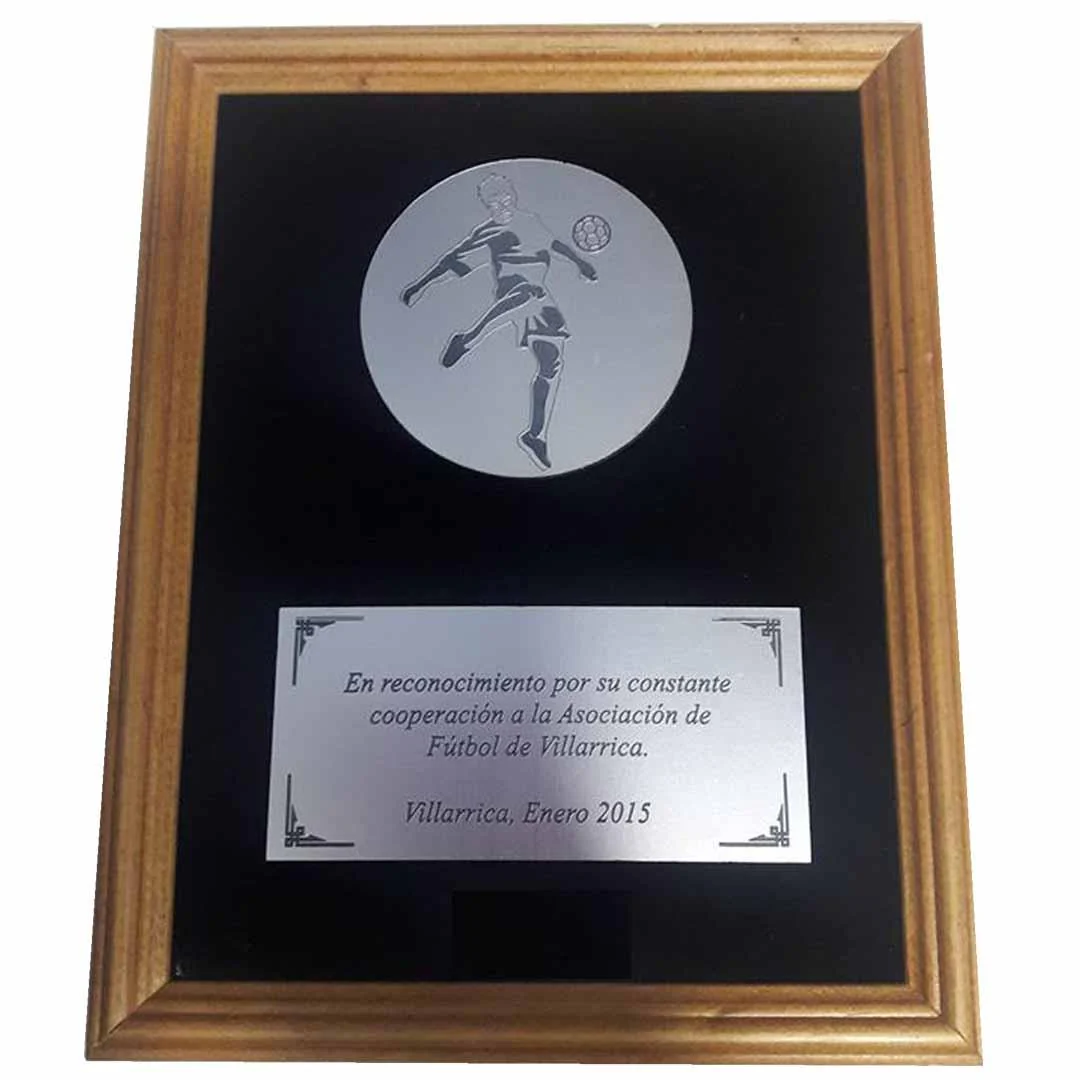 En reconocimiento por su constante
cooperación a la Asociación de
Fútbol de Villarrica.
Villarrica, Enero 2015